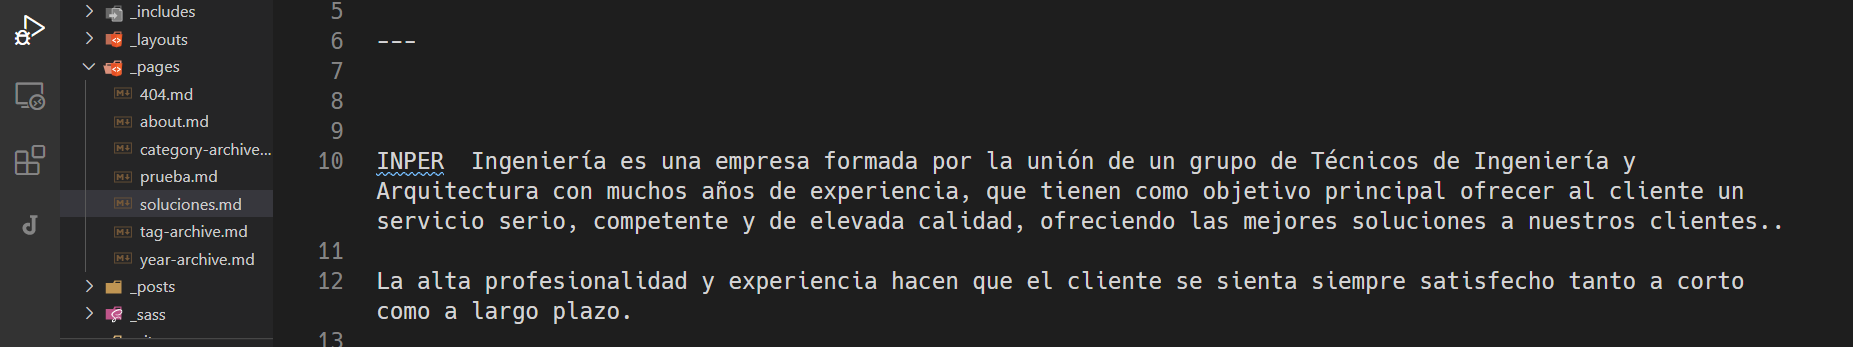 _includes
_layouts
_pages
404.md
about.md
category-archive...
prueba.md
soluciones.md
tag-archive.md
year-archive.md
_posts
_sass
5
6 ---
7
8
9
10 INPER  Ingeniería es una empresa formada por la unión de un grupo de Técnicos de Ingeniería y
Arquitectura con muchos años de experiencia, que tienen como objetivo principal ofrecer al cliente un
servicio serio, competente y de elevada calidad, ofreciendo las mejores soluciones a nuestros clientes..
11
12 La alta profesionalidad y experiencia hacen que el cliente se sienta siempre satisfecho tanto a corto
como a largo plazo.
13